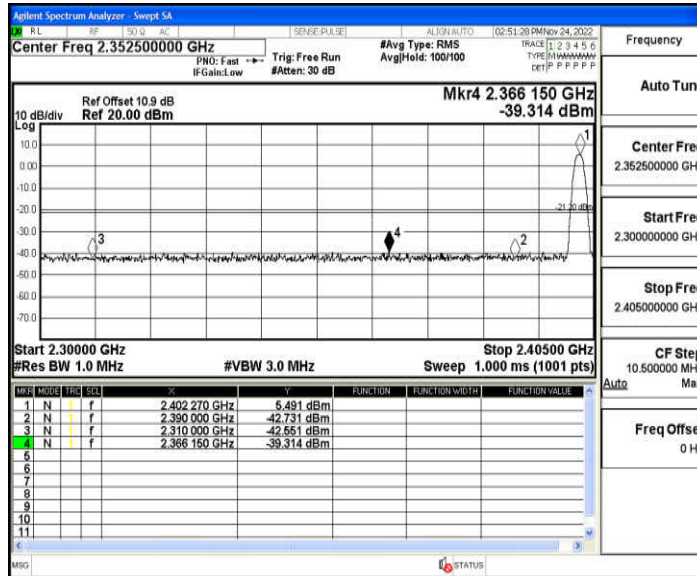 Agilent Spectrum Analyzer - Swept SA
RL RF 50 Ω AC SENSE:PULSE ALIGN AUTO 02:51:28 PM Nov 24, 2022
Center Freq 2.352500000 GHz
PNO: Fast
IFGain:Low
Trig: Free Run
#Atten: 30 dB
#Avg Type: RMS
Avg|Hold: 100/100
TRACE 1 2 3 4 5 6
TYPE MWWWWW
DET P P P P P P
Ref Offset 10.9 dB
10 dB/div Ref 20.00 dBm
Log
Mkr4 2.366 150 GHz
-39.314 dBm
10.0
0.00
-10.0
-20.0
-30.0
-40.0
-50.0
-60.0
-70.0
1
-21.20 dBm
3
4
2
Start 2.30000 GHz Stop 2.40500 GHz
#Res BW 1.0 MHz #VBW 3.0 MHz Sweep 1.000 ms (1001 pts)
MKR MODE TRC SCL X Y FUNCTION FUNCTION WIDTH FUNCTION VALUE
1 N 1 f 2.402 270 GHz 5.491 dBm
2 N 1 f 2.390 000 GHz -42.731 dBm
3 N 1 f 2.310 000 GHz -42.551 dBm
4 N 1 f 2.366 150 GHz -39.314 dBm
5
6
7
8
9
10
11
MSG STATUS
Frequency
Auto Tun
Center Fre
2.352500000 GH
Start Fre
2.300000000 GH
Stop Fre
2.405000000 GH
CF Step
10.500000 MH
Auto Ma
Freq Offse
0 H